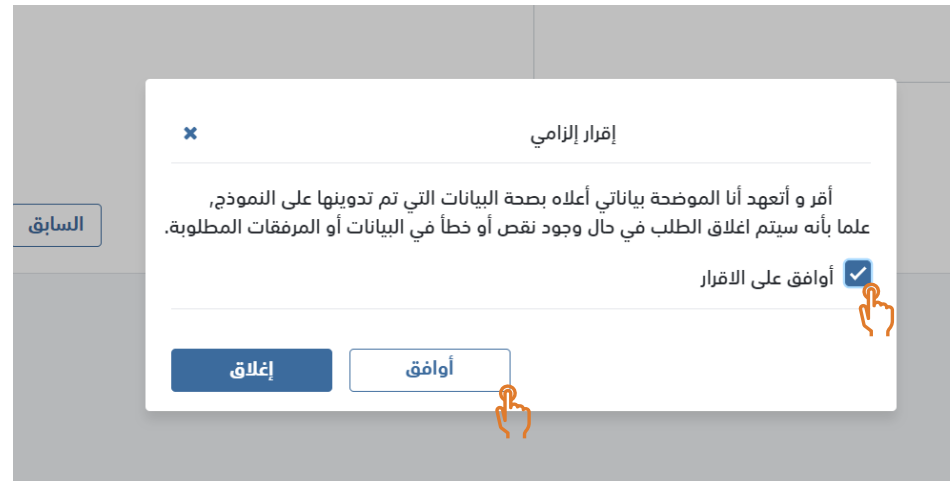 إقرار إلزامي
أقر و أتعهد أنا الموضحة بياناتي أعلاه بصحة البيانات التي تم تدوينها على النموذج,
علما بأنه سيتم اغلاق الطلب في حال وجود نقص أو خطأ في البيانات أو المرفقات المطلوبة.
أوافق على الاقرار
أوافق
إغلاق
السابق